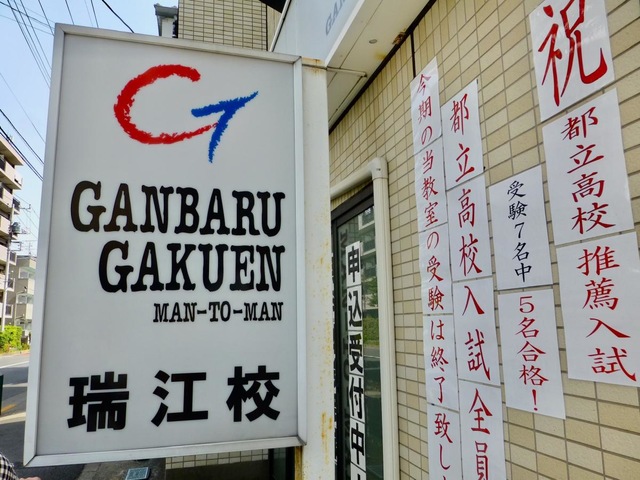 GANBARU
GAKUEN
MAN-TO-MAN
瑞江校
祝
都立高校
推薦入試
受験7名中
5名合格!
都立高校入試全員
今期の当教室の受験は終了致し
申込受付中
GA